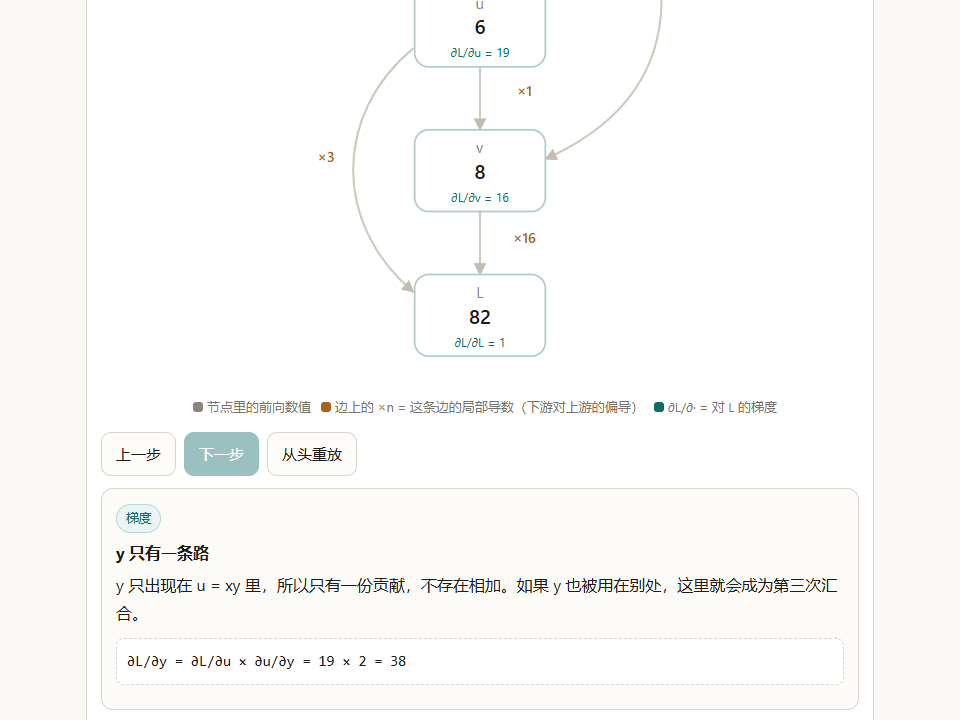 u
6
∂L/∂u = 19
×1
×3
v
8
∂L/∂v = 16
×16
L
82
∂L/∂L = 1
节点里的前向数值 边上的 ×n = 这条边的局部导数（下游对上游的偏导） ∂L/∂· = 对 L 的梯度
上一步 下一步 从头重放
梯度
y 只有一条路
y 只出现在 u = xy 里，所以只有一份贡献，不存在相加。如果 y 也被用在别处，这里就会成为第三次汇
合。
∂L/∂y = ∂L/∂u × ∂u/∂y = 19 × 2 = 38